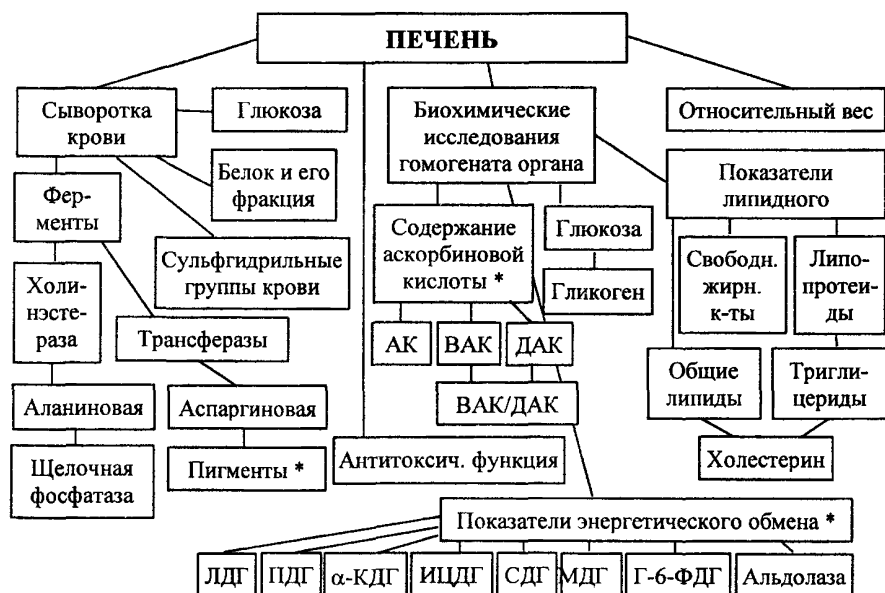 ПЕЧЕНЬ
Сыворотка
крови
Глюкоза
Белок и его
фракция
Фер-
менты
Сульфгидрильные
группы крови
Холи-
нэсте-
раза
Трансферазы
Аланиновая
Аспаргиновая
Щелочная
фосфатаза
Пигменты *
Антитоксич. функция
Биохимические
исследования
гомогената органа
Содержание
аскорбиновой
кислоты *
Глюкоза
Гликоген
АК
ВАК
ДАК
ВАК/ДАК
Относительный вес
Показатели
липидного
Свободн.
жирн.
к-ты
Липо-
протеи-
ды
Общие
липиды
Тригли-
цериды
Холестерин
Показатели энергетического обмена *
ЛДГ
ПДГ
α-КДГ
ИЦДГ
СДГ
МДГ
Г-6-ФДГ
Альдолаза